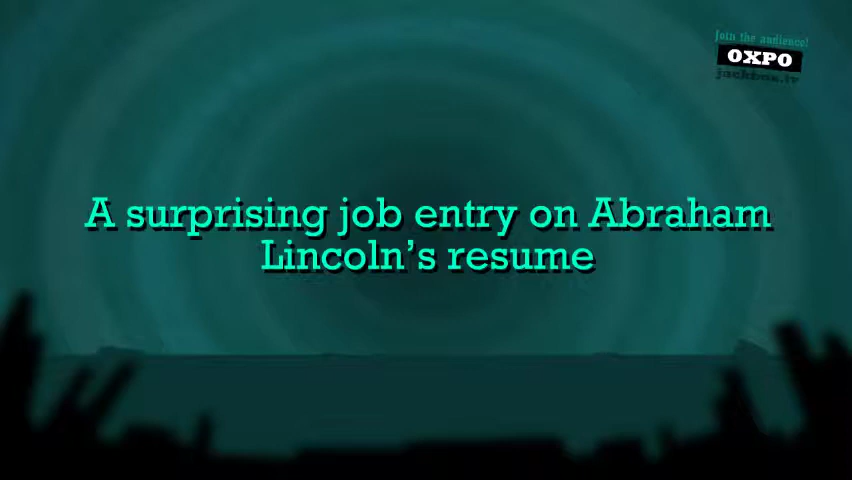 Join the audience!
OXPO
jackbox.tv
A surprising job entry on Abraham
Lincoln's resume